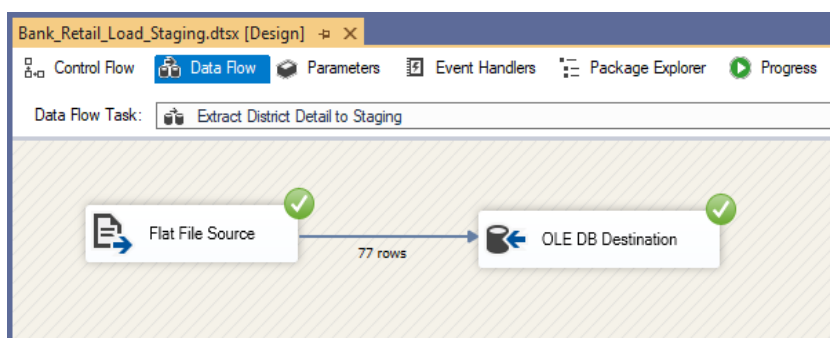 Bank_Retail_Load_Staging.dtsx [Design]
Control Flow Data Flow Parameters Event Handlers Package Explorer Progress
Data Flow Task: Extract District Detail to Staging
Flat File Source
77 rows
OLE DB Destination